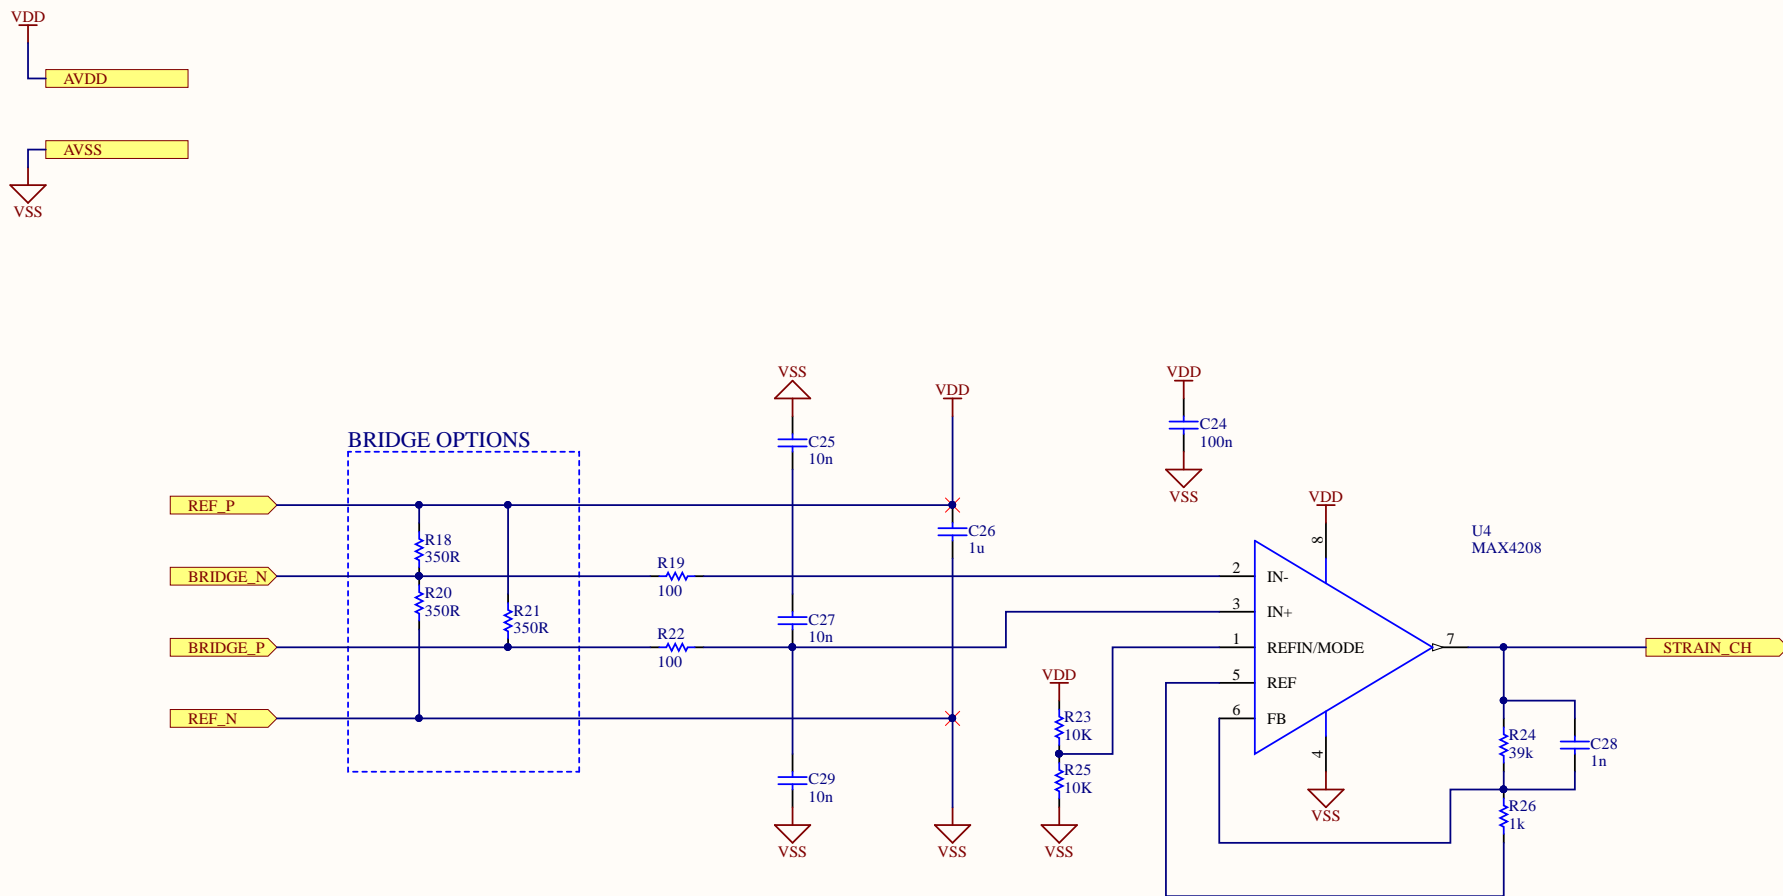 VDD
AVDD
AVSS
VSS
VSS
VDD
VDD
C24
100n
VSS
C25
10n
BRIDGE OPTIONS
REF_P
VDD
U4
MAX4208
8
C26
1u
R18
350R
R19
100
BRIDGE_N
2
IN-
R20
350R
R21
350R
3
IN+
C27
10n
R22
100
BRIDGE_P
1
REFIN/MODE
7
STRAIN_CH
5
REF
VDD
REF_N
6
FB
R23
10K
4
R24
39k
C28
1n
R25
10K
C29
10n
R26
1k
VSS
VSS
VSS
VSS